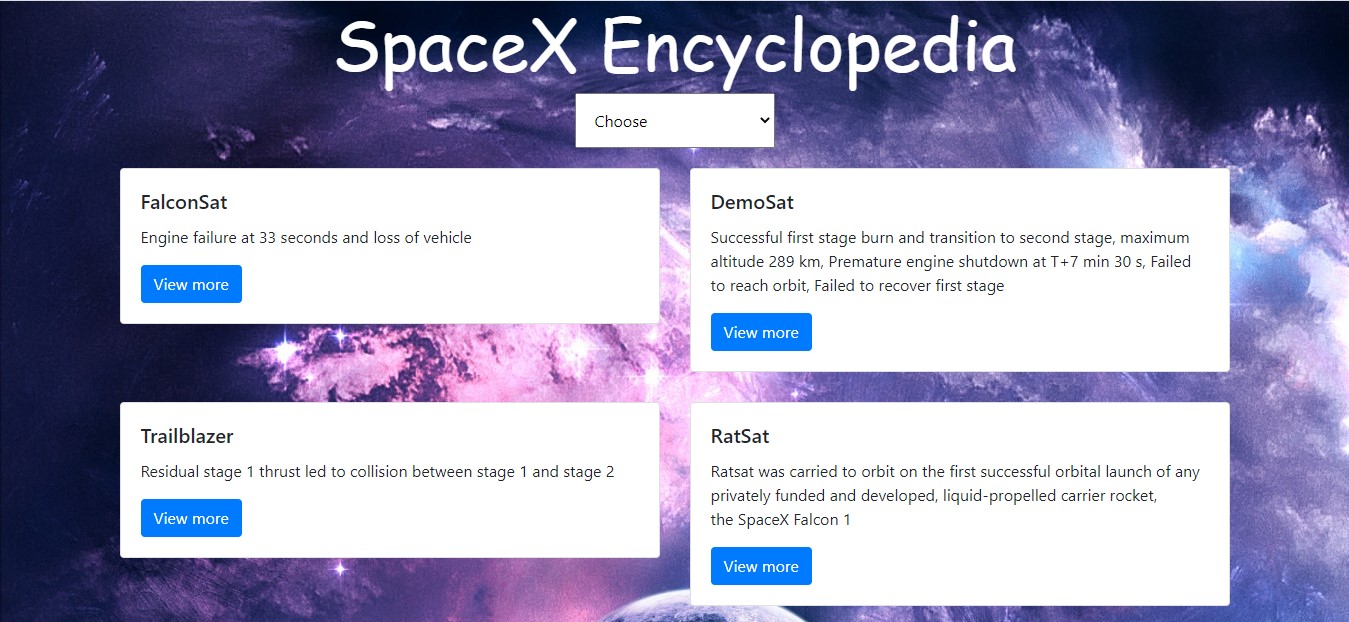 SpaceX Encyclopedia
Choose
FalconSat
Engine failure at 33 seconds and loss of vehicle
View more
DemoSat
Successful first stage burn and transition to second stage, maximum
altitude 289 km, Premature engine shutdown at T+7 min 30 s, Failed
to reach orbit, Failed to recover first stage
View more
Trailblazer
Residual stage 1 thrust led to collision between stage 1 and stage 2
View more
RatSat
Ratsat was carried to orbit on the first successful orbital launch of any
privately funded and developed, liquid-propelled carrier rocket,
the SpaceX Falcon 1
View more